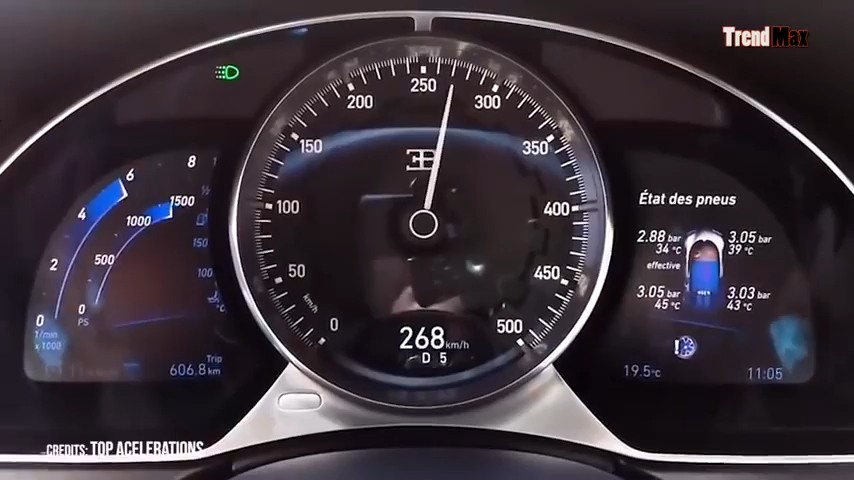 TrendMax
200
250
300
150
350
100
400
50
450
km/h
0
500
268 km/h
D 5
8
6
4
2
0
1/min
x 1000
1500
1000
500
0
PS
150
100
Trip
606.8 km
État des pneus
2.88 bar
34 °C
3.05 bar
39 °C
effective
3.05 bar
45 °C
3.03 bar
43 °C
19.5°C
11:05
CREDITS: TOP ACELERATIONS